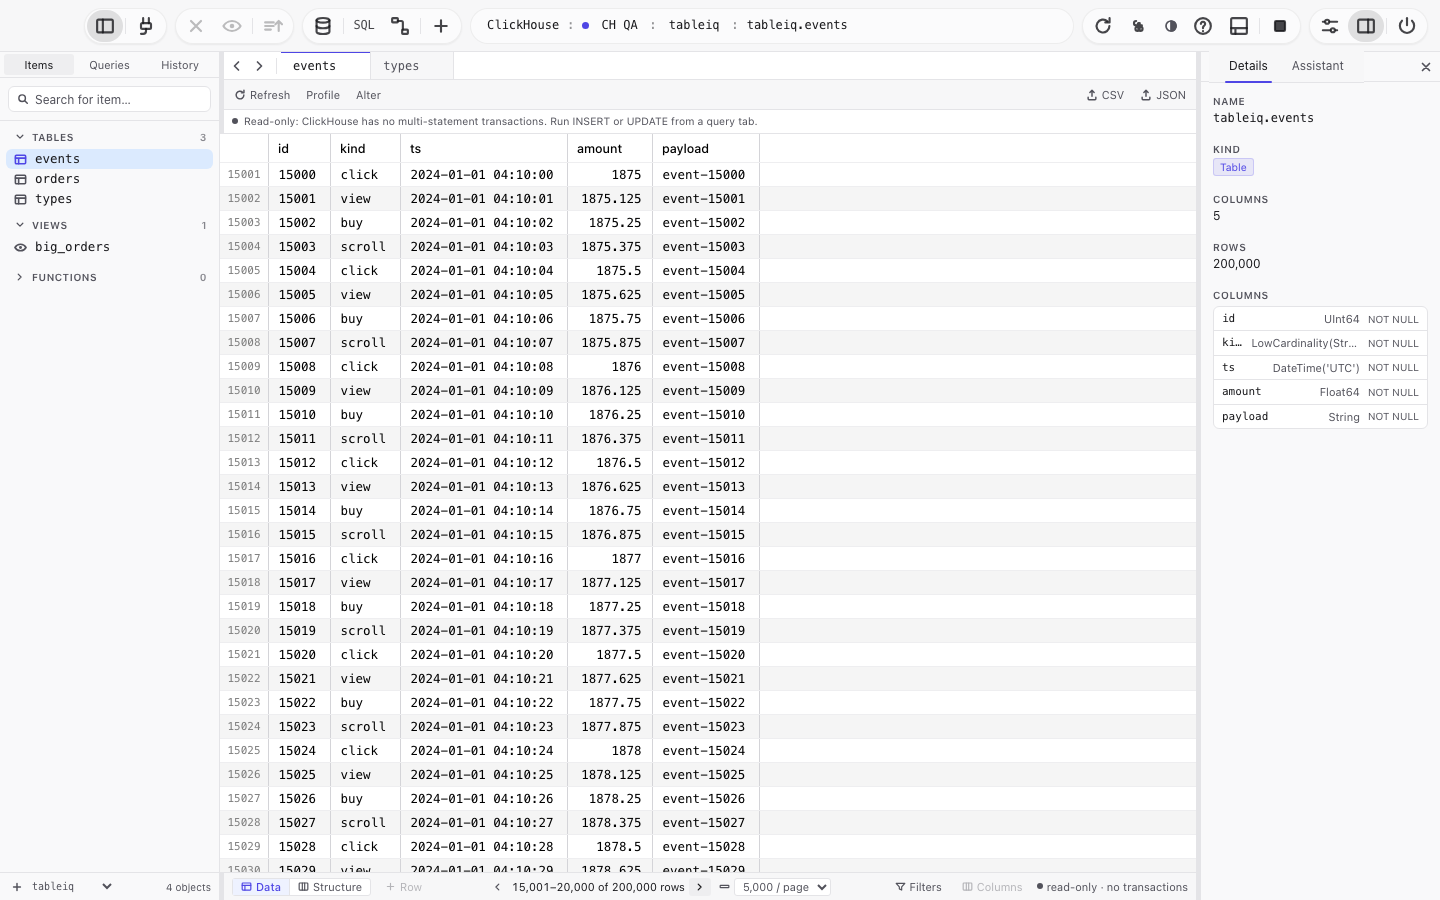 SQL
ClickHouse : CH QA : tableiq : tableiq.events
Items Queries History
events types
Details Assistant
Search for item...
Refresh Profile Alter
CSV JSON
Read-only: ClickHouse has no multi-statement transactions. Run INSERT or UPDATE from a query tab.
TABLES 3
events
orders
types
VIEWS 1
big_orders
FUNCTIONS 0
id kind ts amount payload
15001 15000 click 2024-01-01 04:10:00 1875 event-15000
15002 15001 view 2024-01-01 04:10:01 1875.125 event-15001
15003 15002 buy 2024-01-01 04:10:02 1875.25 event-15002
15004 15003 scroll 2024-01-01 04:10:03 1875.375 event-15003
15005 15004 click 2024-01-01 04:10:04 1875.5 event-15004
15006 15005 view 2024-01-01 04:10:05 1875.625 event-15005
15007 15006 buy 2024-01-01 04:10:06 1875.75 event-15006
15008 15007 scroll 2024-01-01 04:10:07 1875.875 event-15007
15009 15008 click 2024-01-01 04:10:08 1876 event-15008
15010 15009 view 2024-01-01 04:10:09 1876.125 event-15009
15011 15010 buy 2024-01-01 04:10:10 1876.25 event-15010
15012 15011 scroll 2024-01-01 04:10:11 1876.375 event-15011
15013 15012 click 2024-01-01 04:10:12 1876.5 event-15012
15014 15013 view 2024-01-01 04:10:13 1876.625 event-15013
15015 15014 buy 2024-01-01 04:10:14 1876.75 event-15014
15016 15015 scroll 2024-01-01 04:10:15 1876.875 event-15015
15017 15016 click 2024-01-01 04:10:16 1877 event-15016
15018 15017 view 2024-01-01 04:10:17 1877.125 event-15017
15019 15018 buy 2024-01-01 04:10:18 1877.25 event-15018
15020 15019 scroll 2024-01-01 04:10:19 1877.375 event-15019
15021 15020 click 2024-01-01 04:10:20 1877.5 event-15020
15022 15021 view 2024-01-01 04:10:21 1877.625 event-15021
15023 15022 buy 2024-01-01 04:10:22 1877.75 event-15022
15024 15023 scroll 2024-01-01 04:10:23 1877.875 event-15023
15025 15024 click 2024-01-01 04:10:24 1878 event-15024
15026 15025 view 2024-01-01 04:10:25 1878.125 event-15025
15027 15026 buy 2024-01-01 04:10:26 1878.25 event-15026
15028 15027 scroll 2024-01-01 04:10:27 1878.375 event-15027
15029 15028 click 2024-01-01 04:10:28 1878.5 event-15028
15030 15029 view 2024-01-01 04:10:29 1878.625 event-15029
NAME
tableiq.events
KIND
Table
COLUMNS
5
ROWS
200,000
COLUMNS
id UInt64 NOT NULL
ki... LowCardinality(Str... NOT NULL
ts DateTime('UTC') NOT NULL
amount Float64 NOT NULL
payload String NOT NULL
+ tableiq 4 objects
Data Structure + Row
15,001–20,000 of 200,000 rows
5,000 / page
Filters Columns read-only · no transactions